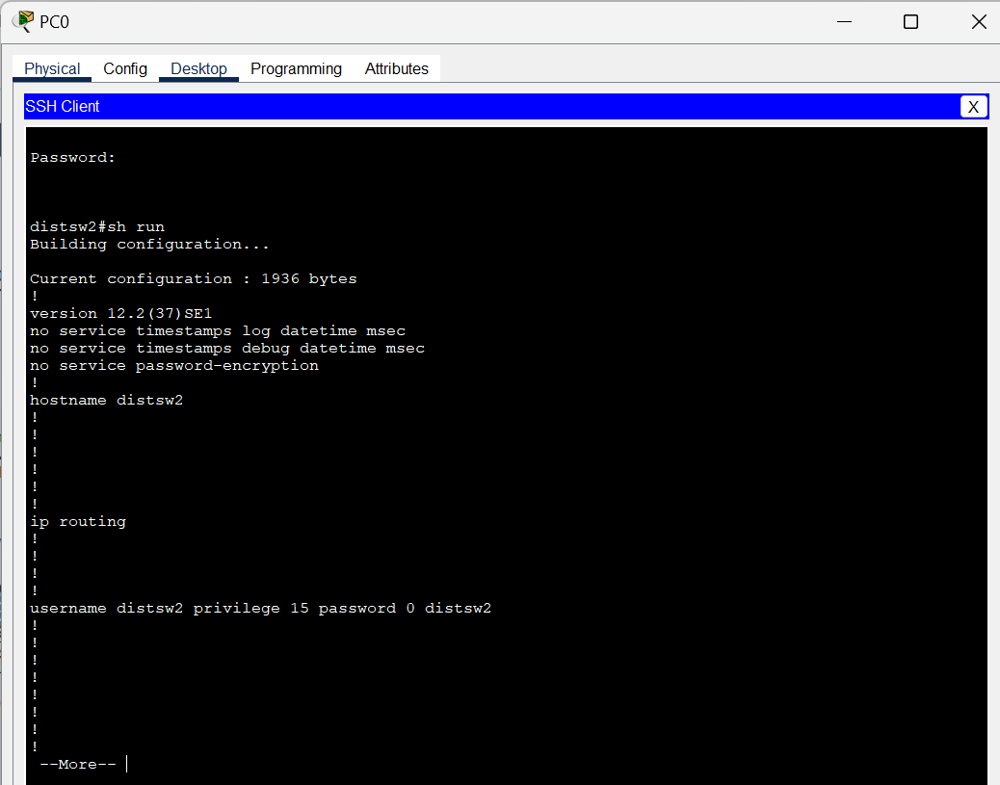 PC0
Physical Config Desktop Programming Attributes
SSH Client X
Password:
distsw2#sh run
Building configuration...
Current configuration : 1936 bytes
!
version 12.2(37)SE1
no service timestamps log datetime msec
no service timestamps debug datetime msec
no service password-encryption
!
hostname distsw2
!
!
!
!
!
!
ip routing
!
!
!
!
username distsw2 privilege 15 password 0 distsw2
!
!
!
!
!
!
!
!
--More--